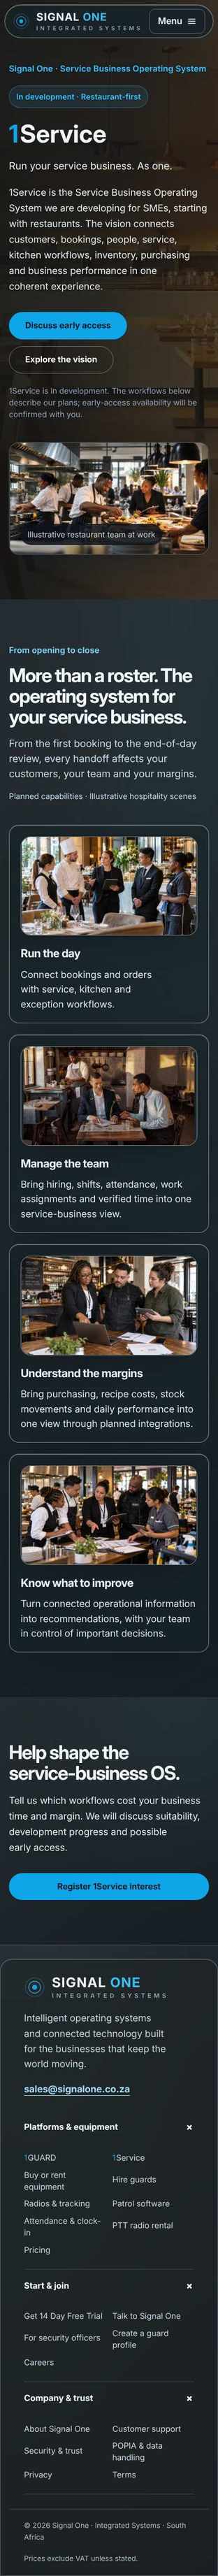 SIGNAL ONE
INTEGRATED SYSTEMS
Menu
Signal One · Service Business Operating System
In development · Restaurant-first
1Service
Run your service business. As one.
1Service is the Service Business Operating
System we are developing for SMEs, starting
with restaurants. The vision connects
customers, bookings, people, service,
kitchen workflows, inventory, purchasing
and business performance in one
coherent experience.
Discuss early access
Explore the vision
1Service is in development. The workflows below
describe our plans; early-access availability will be
confirmed with you.
Illustrative restaurant team at work
From opening to close
More than a roster. The
operating system for
your service business.
From the first booking to the end-of-day
review, every handoff affects your
customers, your team and your margins.
Planned capabilities · Illustrative hospitality scenes
Run the day
Connect bookings and orders
with service, kitchen and
exception workflows.
Manage the team
Bring hiring, shifts, attendance, work
assignments and verified time into one
service-business view.
Understand the margins
Bring purchasing, recipe costs, stock
movements and daily performance into
one view through planned integrations.
Know what to improve
Turn connected operational information
into recommendations, with your team
in control of important decisions.
Help shape the
service-business OS.
Tell us which workflows cost your business
time and margin. We will discuss suitability,
development progress and possible
early access.
Register 1Service interest
SIGNAL ONE
INTEGRATED SYSTEMS
Intelligent operating systems
and connected technology built
for the businesses that keep the
world moving.
sales@signalone.co.za
Platforms & equipment
1GUARD
1Service
Buy or rent
equipment
Hire guards
Radios & tracking
Patrol software
Attendance & clock-
in
PTT radio rental
Pricing
Start & join
Get 14 Day Free Trial
Talk to Signal One
For security officers
Create a guard
profile
Careers
Company & trust
About Signal One
Customer support
Security & trust
POPIA & data
handling
Privacy
Terms
© 2026 Signal One · Integrated Systems · South
Africa
Prices exclude VAT unless stated.